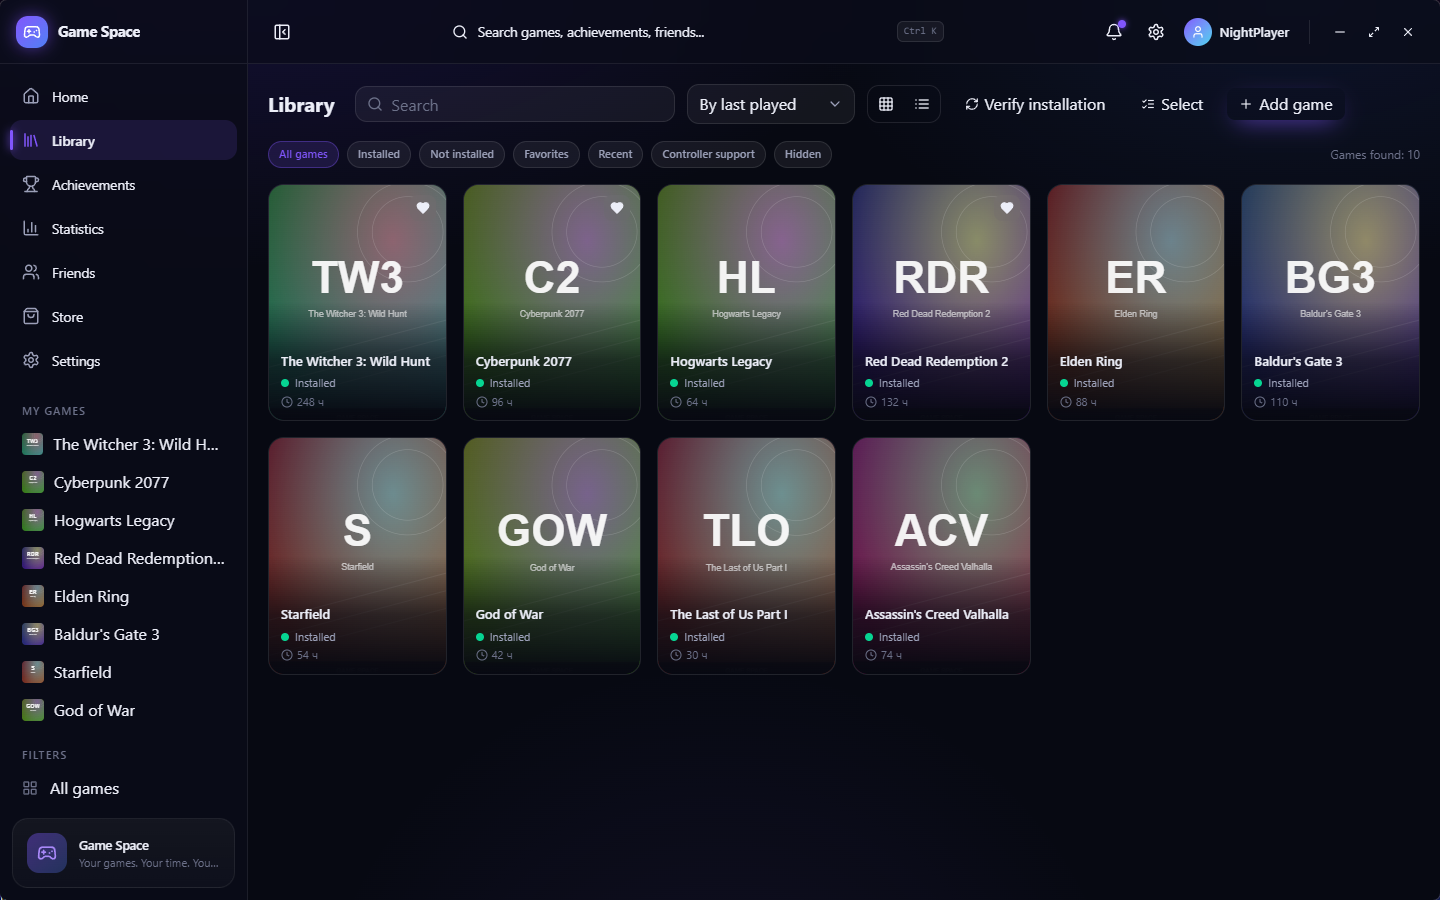 Game Space
Search games, achievements, friends...
Ctrl K
NightPlayer
Home
Library
Achievements
Statistics
Friends
Store
Settings
MY GAMES
The Witcher 3: Wild H...
Cyberpunk 2077
Hogwarts Legacy
Red Dead Redemption...
Elden Ring
Baldur's Gate 3
Starfield
God of War
FILTERS
All games
Game Space
Your games. Your time. You...
Library
Search
By last played
Verify installation
Select
Add game
All games
Installed
Not installed
Favorites
Recent
Controller support
Hidden
Games found: 10
TW3
The Witcher 3: Wild Hunt
The Witcher 3: Wild Hunt
Installed
248 ч
C2
Cyberpunk 2077
Cyberpunk 2077
Installed
96 ч
HL
Hogwarts Legacy
Hogwarts Legacy
Installed
64 ч
RDR
Red Dead Redemption 2
Red Dead Redemption 2
Installed
132 ч
ER
Elden Ring
Elden Ring
Installed
88 ч
BG3
Baldur's Gate 3
Baldur's Gate 3
Installed
110 ч
S
Starfield
Starfield
Installed
54 ч
GOW
God of War
God of War
Installed
42 ч
TLO
The Last of Us Part I
The Last of Us Part I
Installed
30 ч
ACV
Assassin's Creed Valhalla
Assassin's Creed Valhalla
Installed
74 ч